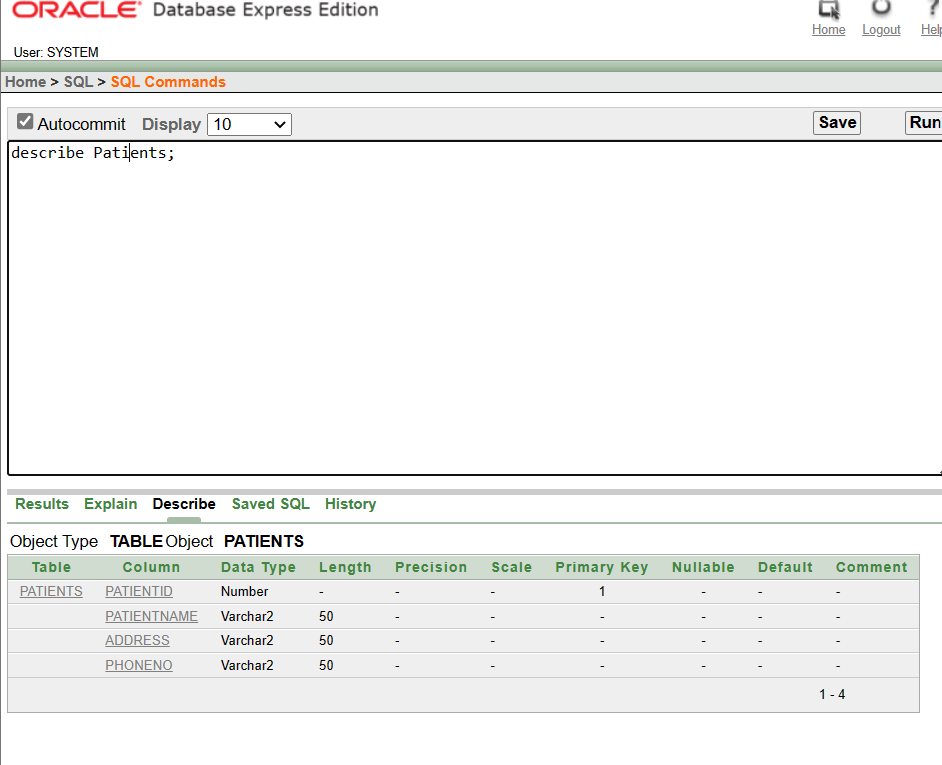 ORACLE Database Express Edition
Home Logout Help
User: SYSTEM
Home > SQL > SQL Commands
Autocommit Display 10 Save Run
describe Patients;
Results Explain Describe Saved SQL History
Object Type TABLE Object PATIENTS
Table Column Data Type Length Precision Scale Primary Key Nullable Default Comment
PATIENTS PATIENTID Number - - - 1 - - -
PATIENTNAME Varchar2 50 - - - - - -
ADDRESS Varchar2 50 - - - - - -
PHONENO Varchar2 50 - - - - - -
1 - 4